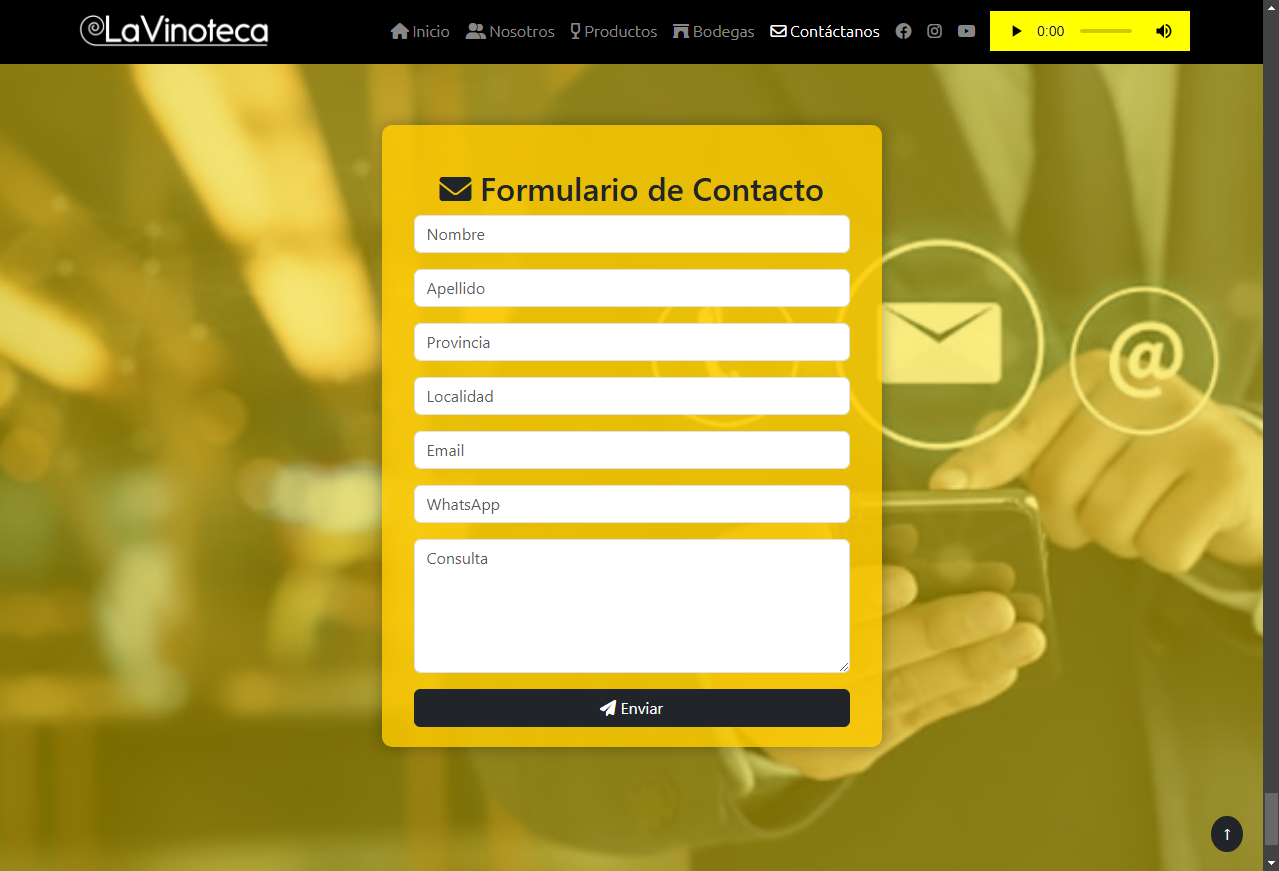 LaVinoteca Inicio Nosotros Productos Bodegas Contáctanos 0:00
Formulario de Contacto
Nombre
Apellido
Provincia
Localidad
@
Email
WhatsApp
Consulta
Enviar
↑